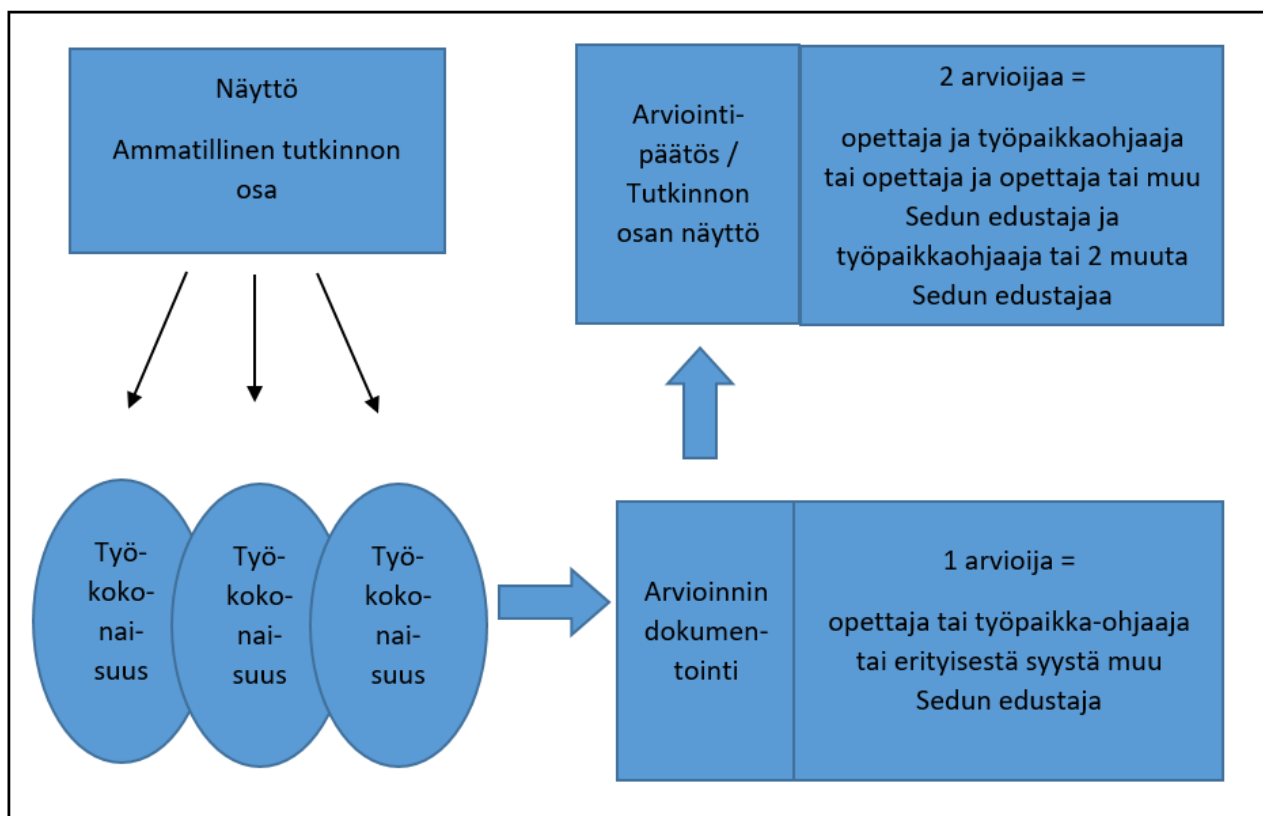 Näyttö
Ammatillinen tutkinnon
osa
Työ-
koko-
nai-
suus
Työ-
koko-
nai-
suus
Työ-
koko-
nai-
suus
Arvioinnin
dokumen-
tointi
1 arvioija =
opettaja tai työpaikka-ohjaaja
tai erityisestä syystä muu
Sedun edustaja
Arviointi-
päätös /
Tutkinnon
osan näyttö
2 arvioijaa =
opettaja ja työpaikkaohjaaja
tai opettaja ja opettaja tai muu
Sedun edustaja ja
työpaikkaohjaaja tai 2 muuta
Sedun edustajaa